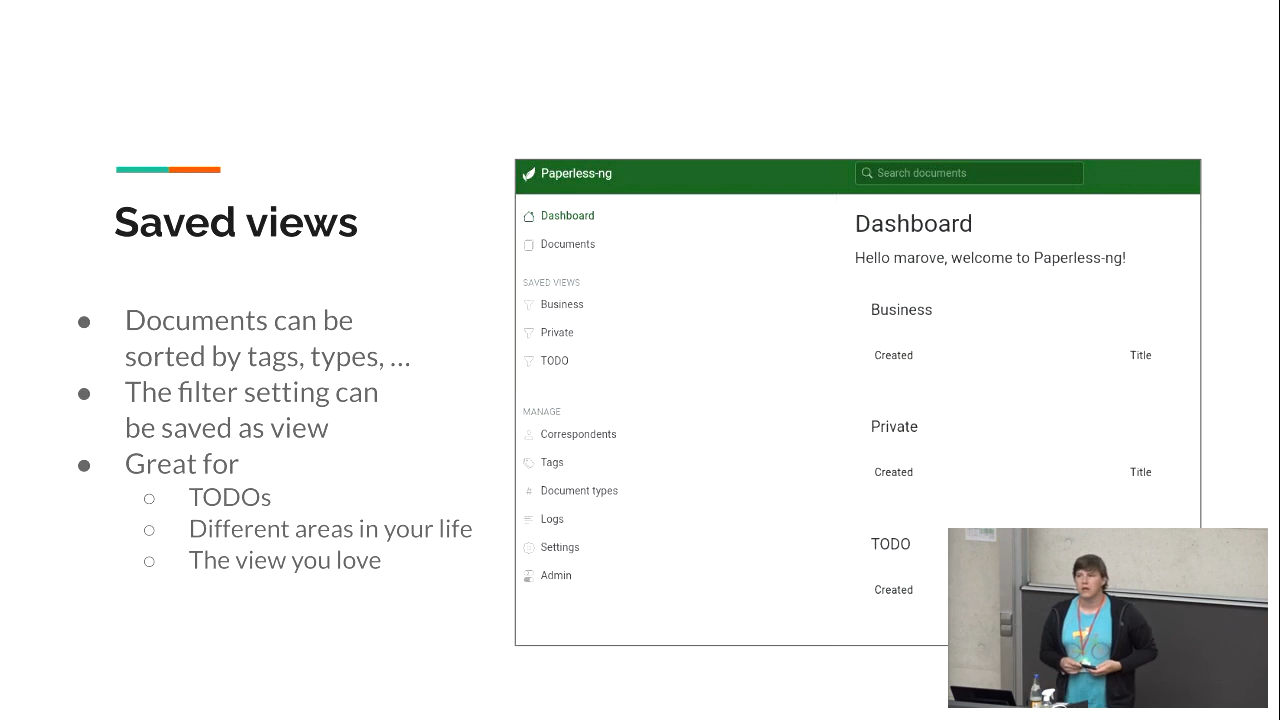 Saved views
Documents can be
sorted by tags, types, ...
The filter setting can
be saved as view
Great for
TODOs
Different areas in your life
The view you love
Paperless-ng
Search documents
Dashboard
Documents
SAVED VIEWS
Business
Private
TODO
MANAGE
Correspondents
Tags
Document types
Logs
Settings
Admin
Dashboard
Hello marove, welcome to Paperless-ng!
Business
Created Title
Private
Created Title
TODO
Created